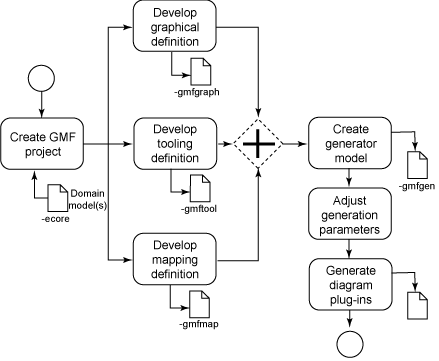 Develop
graphical
definition
-gmfgraph
Create GMF
project
Domain
model(s)
-ecore
Develop
tooling
definition
-gmftool
Develop
mapping
definition
-gmfmap
Create
generator
model
-gmfgen
Adjust
generation
parameters
Generate
diagram
plug-ins